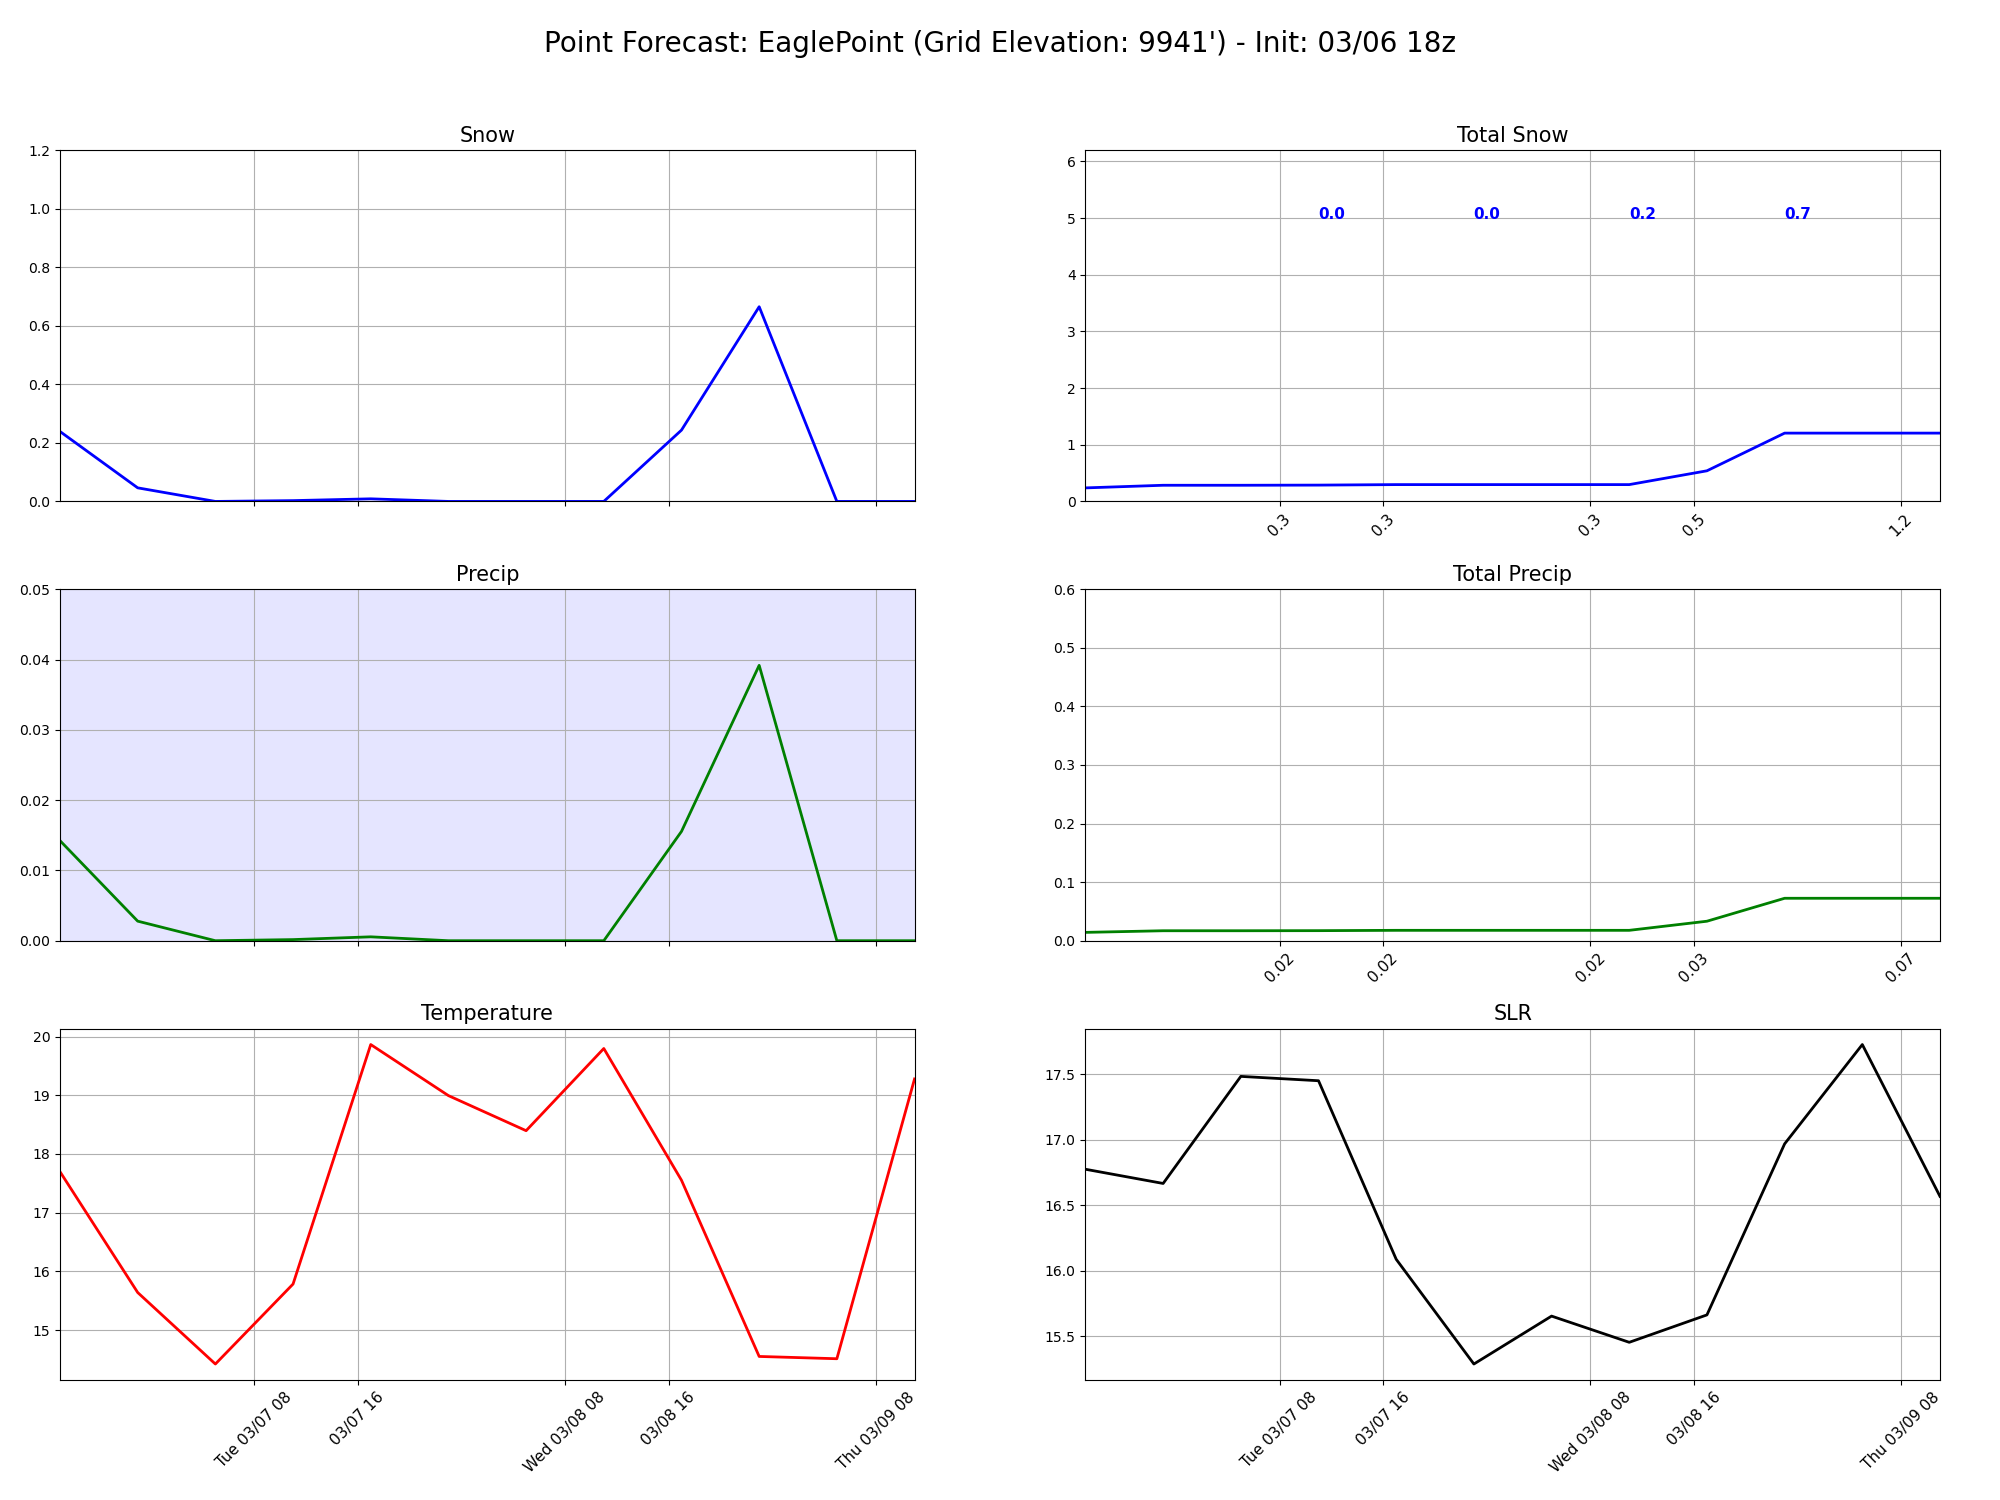 Point Forecast: EaglePoint (Grid Elevation: 9941') - Init: 03/06 18z
Snow
1.2
1.0
0.8
0.6
0.4
0.2
0.0
Total Snow
6
5
4
3
2
1
0
0.0 0.0 0.2 0.7
0.3 0.3 0.3 0.5 1.2
Precip
0.05
0.04
0.03
0.02
0.01
0.00
Total Precip
0.6
0.5
0.4
0.3
0.2
0.1
0.0
0.02 0.02 0.02 0.03 0.07
Temperature
20
19
18
17
16
15
Tue 03/07 08
03/07 16
Wed 03/08 08
03/08 16
Thu 03/09 08
SLR
17.5
17.0
16.5
16.0
15.5
Tue 03/07 08
03/07 16
Wed 03/08 08
03/08 16
Thu 03/09 08